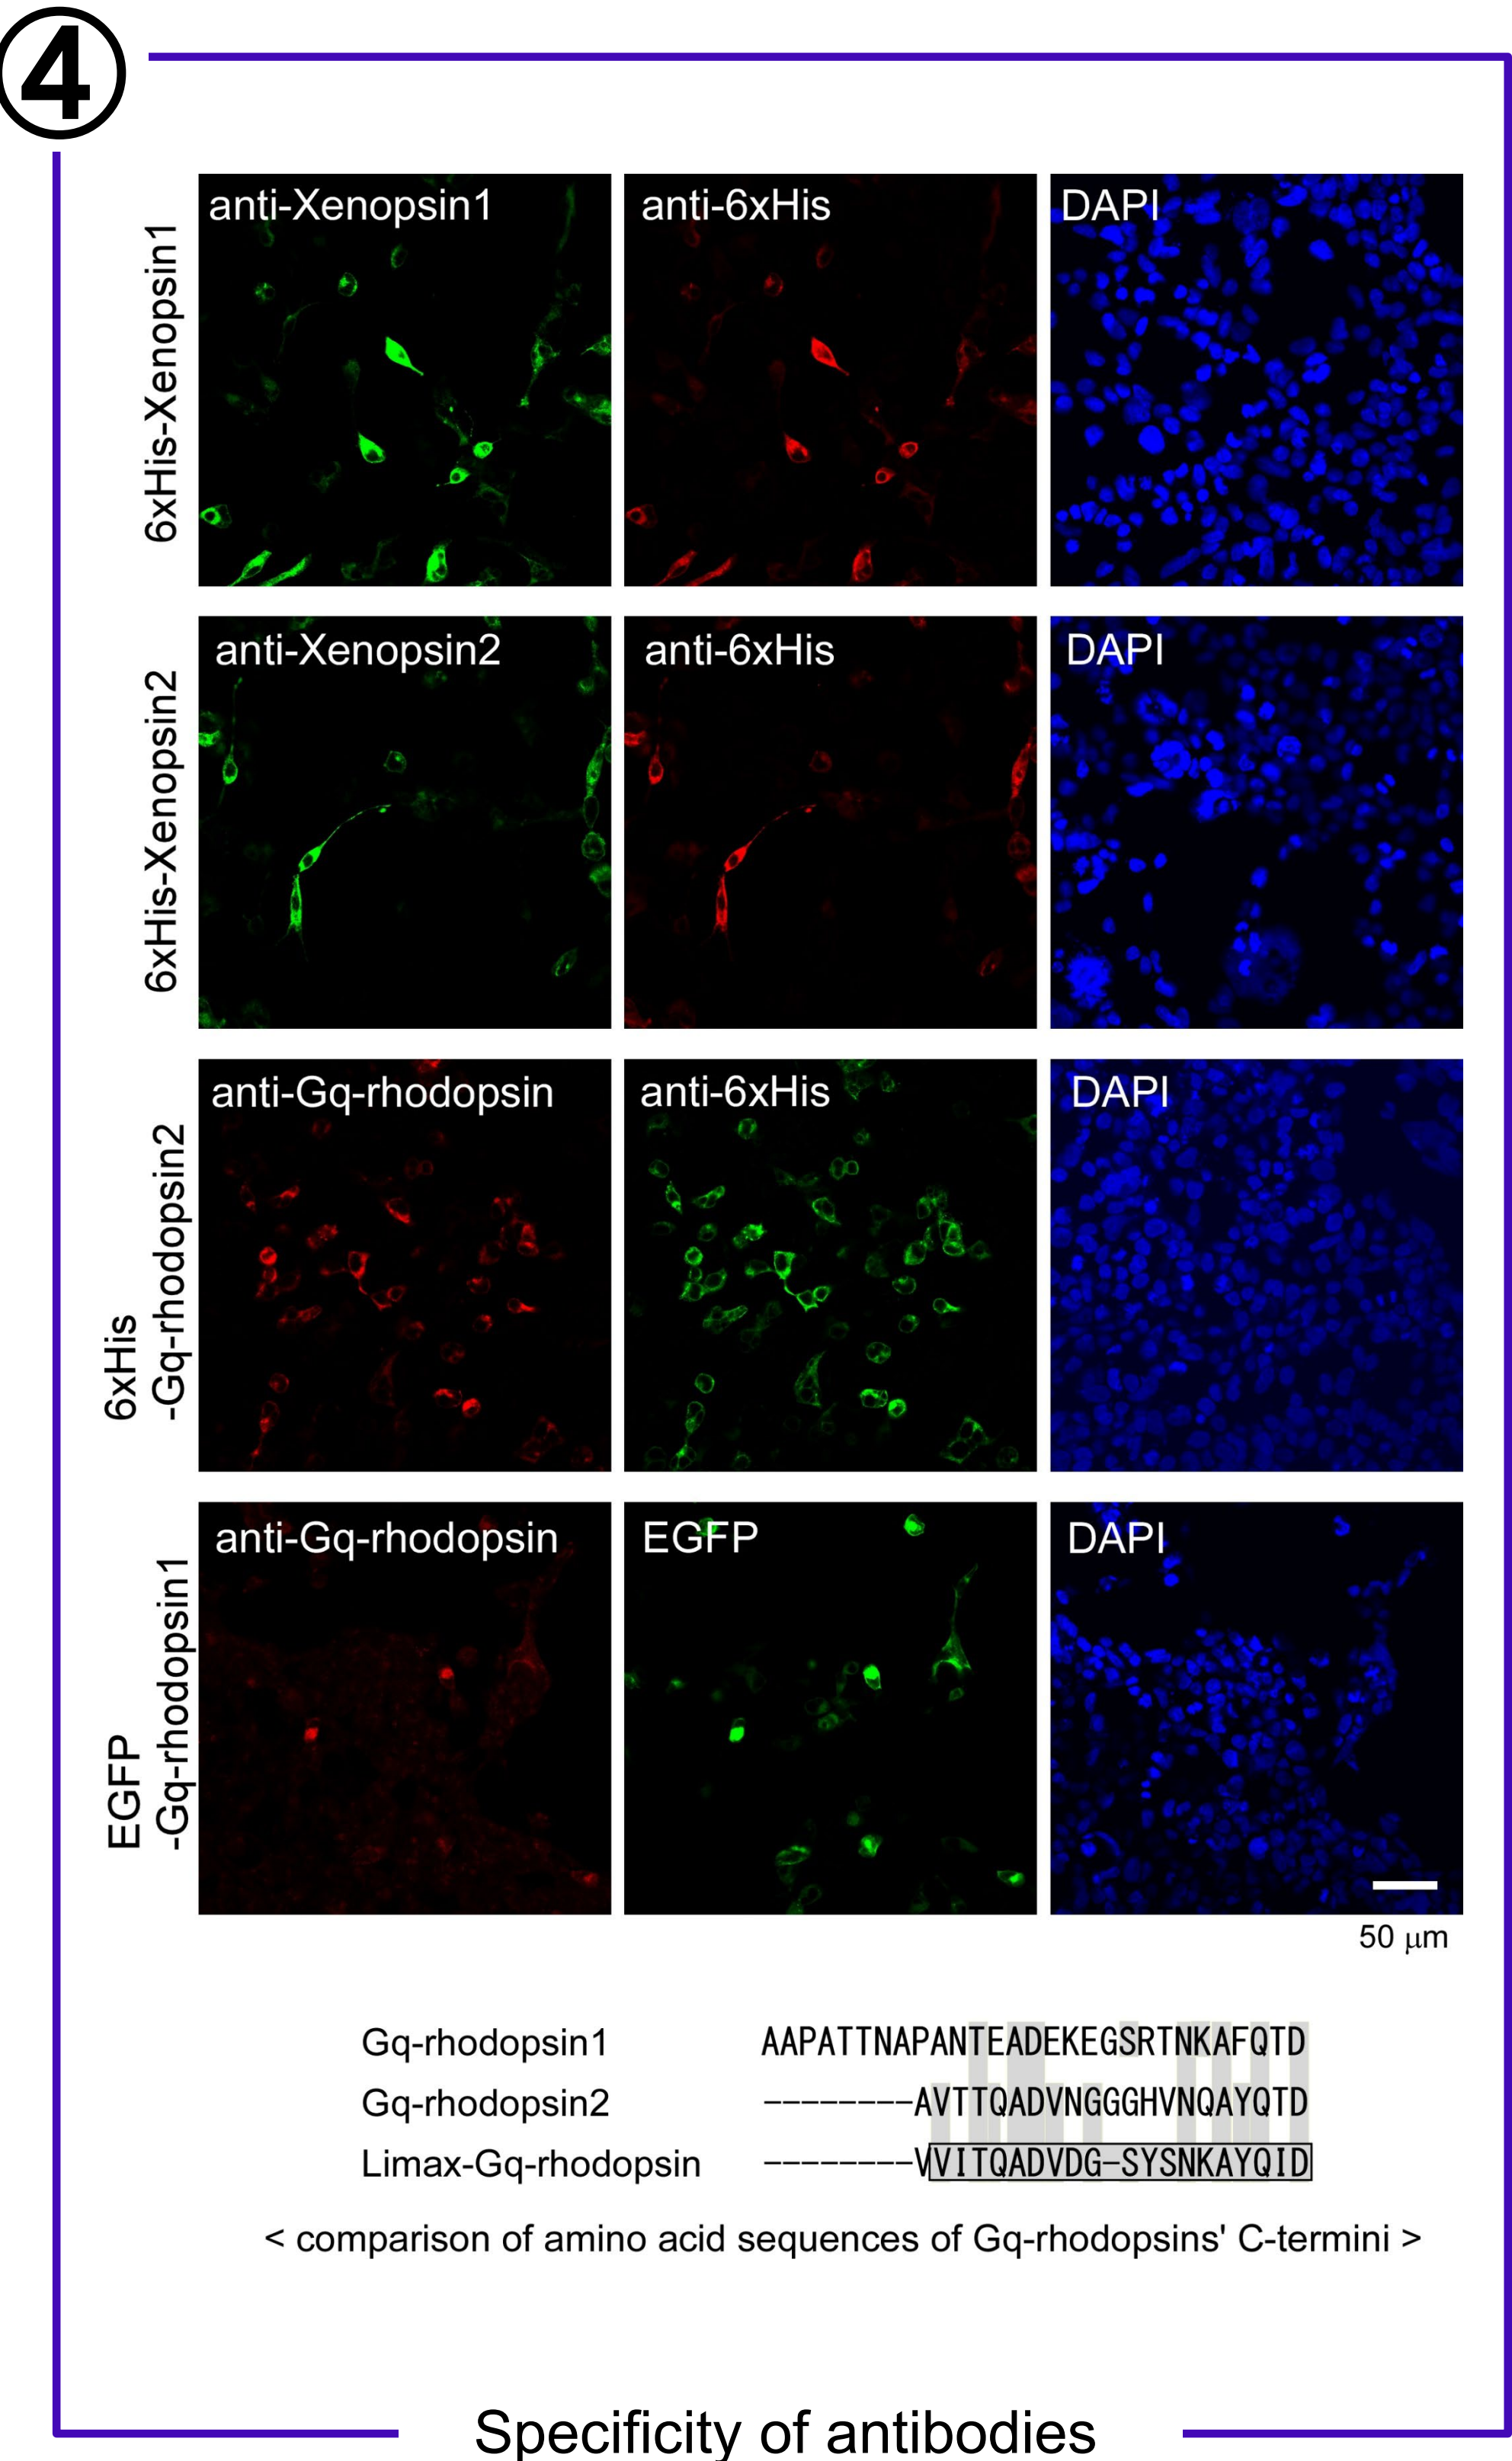 4
6xHis-Xenopsin1
anti-Xenopsin1
anti-6xHis
DAPI
6xHis-Xenopsin2
anti-Xenopsin2
anti-6xHis
DAPI
6xHis
-Gq-rhodopsin2
anti-Gq-rhodopsin
anti-6xHis
DAPI
EGFP
-Gq-rhodopsin1
anti-Gq-rhodopsin
EGFP
DAPI
50 μm
Gq-rhodopsin1 AAPATTNAPANTEADEKEGSRTNKAFQTD
Gq-rhodopsin2 --------AVTTQADVNGGGHVNQAYQTD
Limax-Gq-rhodopsin --------VVITQADVDG-SYSNKAYQID
< comparison of amino acid sequences of Gq-rhodopsins' C-termini >
Specificity of antibodies